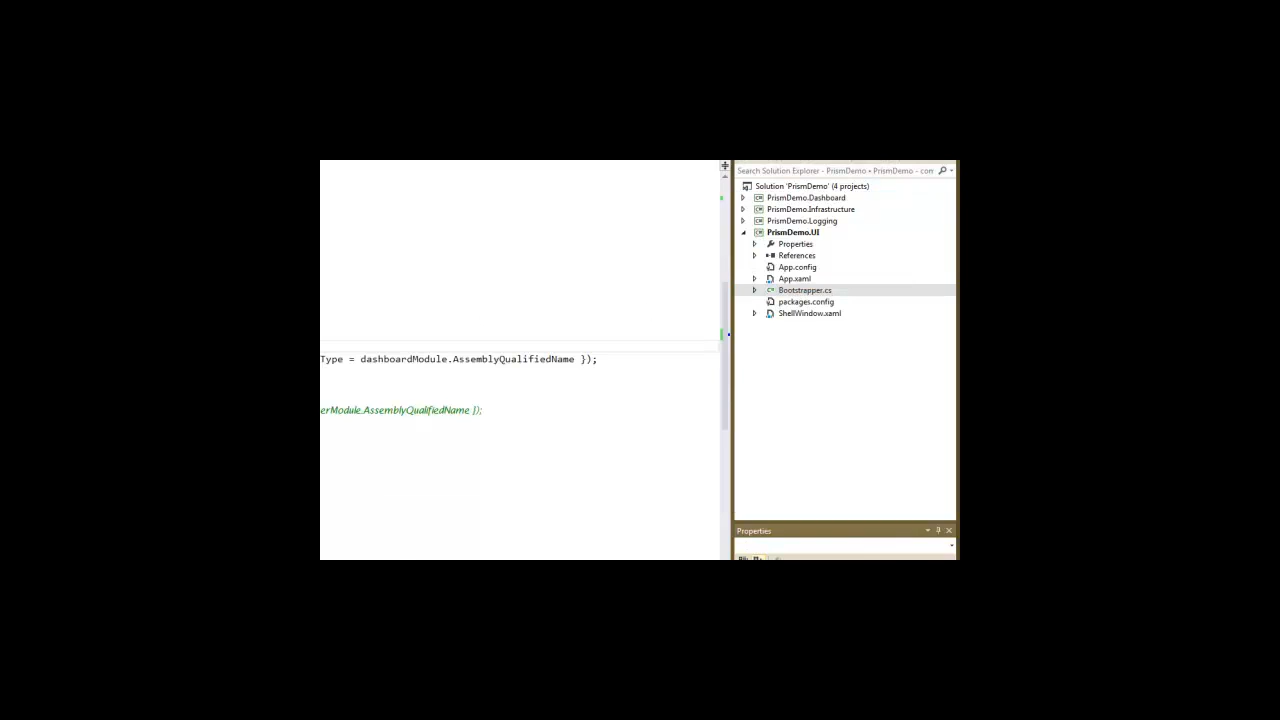 Search Solution Explorer - PrismDemo • PrismDemo - con
Solution 'PrismDemo' (4 projects)
PrismDemo.Dashboard
PrismDemo.Infrastructure
PrismDemo.Logging
PrismDemo.UI
Properties
References
App.config
App.xaml
Bootstrapper.cs
packages.config
ShellWindow.xaml
Type = dashboardModule.AssemblyQualifiedName });
erModule.AssemblyQualifiedName });
Properties